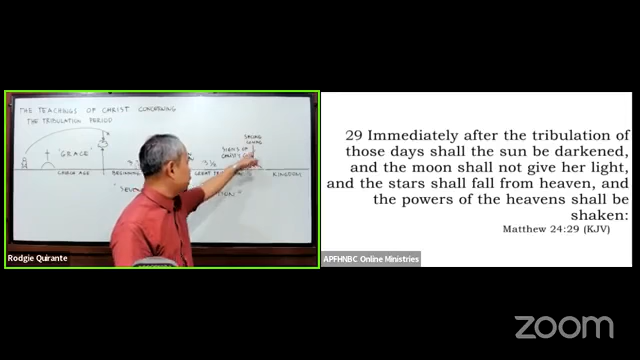 THE TEACHINGS OF CHRIST CONCERNING
THE TRIBULATION PERIOD
'GRACE'
CHURCH AGE
3 ½
SECOND
COMING
SIGNS OF
KINGDOM
Rodgie Quirante
29 Immediately after the tribulation of
those days shall the sun be darkened,
and the moon shall not give her light,
and the stars shall fall from heaven, and
the powers of the heavens shall be
shaken:
Matthew 24:29 (KJV)
APFHNBC Online Ministries
zoom